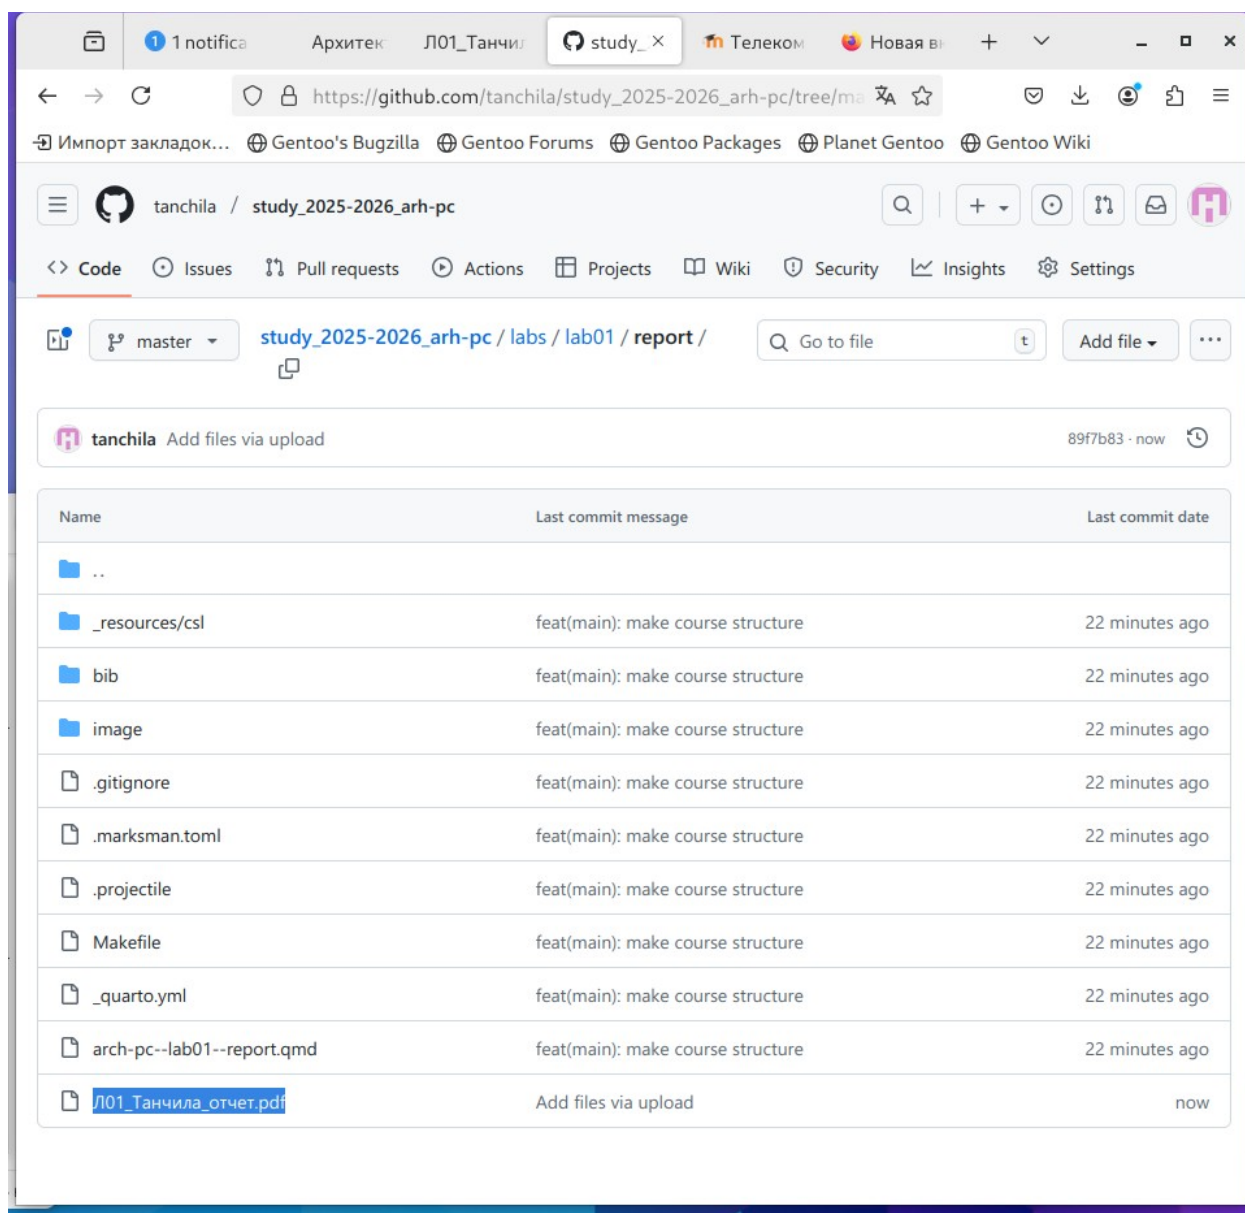 1 1 notifica Архитек Л01_Танчил study_ Телеком Новая вн
https://github.com/tanchila/study_2025-2026_arh-pc/tree/ma
Импорт закладок... Gentoo's Bugzilla Gentoo Forums Gentoo Packages Planet Gentoo Gentoo Wiki
tanchila / study_2025-2026_arh-pc
Code Issues Pull requests Actions Projects Wiki Security Insights Settings
master study_2025-2026_arh-pc / labs / lab01 / report / Go to file t Add file ...
tanchila Add files via upload 89f7b83 · now
Name Last commit message Last commit date
..
_resources/csl feat(main): make course structure 22 minutes ago
bib feat(main): make course structure 22 minutes ago
image feat(main): make course structure 22 minutes ago
.gitignore feat(main): make course structure 22 minutes ago
.marksman.toml feat(main): make course structure 22 minutes ago
.projectile feat(main): make course structure 22 minutes ago
Makefile feat(main): make course structure 22 minutes ago
_quarto.yml feat(main): make course structure 22 minutes ago
arch-pc--lab01--report.qmd feat(main): make course structure 22 minutes ago
Л01_Танчила_отчет.pdf Add files via upload now